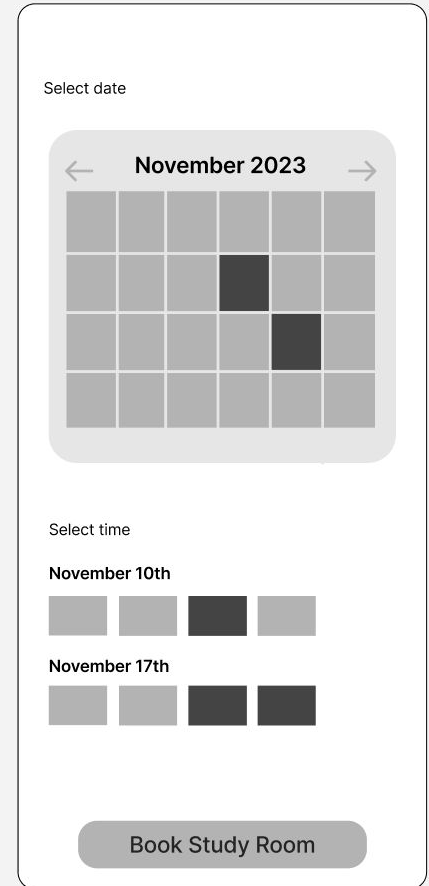 Select date
November 2023
Select time
November 10th
November 17th
Book Study Room